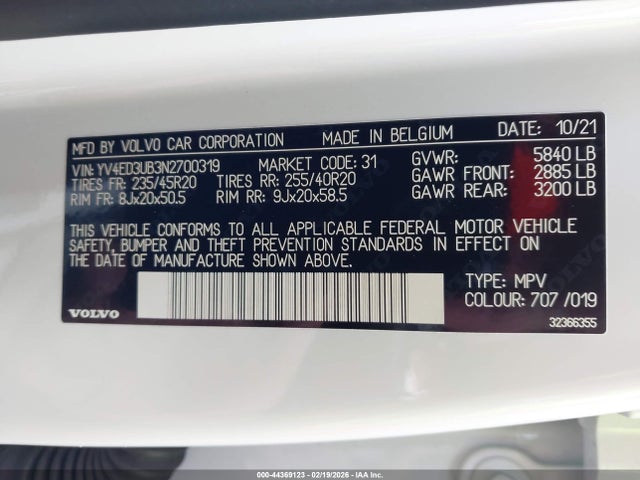 MFD BY VOLVO CAR CORPORATION MADE IN BELGIUM DATE: 10/21
VIN: YV4ED3UB3N2700319 MARKET CODE: 31 GVWR: 5840 LB
TIRES FR: 235/45R20 TIRES RR: 255/40R20 GAWR FRONT: 2885 LB
RIM FR: 8Jx20x50.5 RIM RR: 9Jx20x58.5 GAWR REAR: 3200 LB
THIS VEHICLE CONFORMS TO ALL APPLICABLE FEDERAL MOTOR VEHICLE
SAFETY, BUMPER AND THEFT PREVENTION STANDARDS IN EFFECT ON
THE DATE OF MANUFACTURE SHOWN ABOVE.
TYPE: MPV
COLOUR: 707 /019
VOLVO 32366355
000-44369123 - 02/19/2026 - IAA Inc.